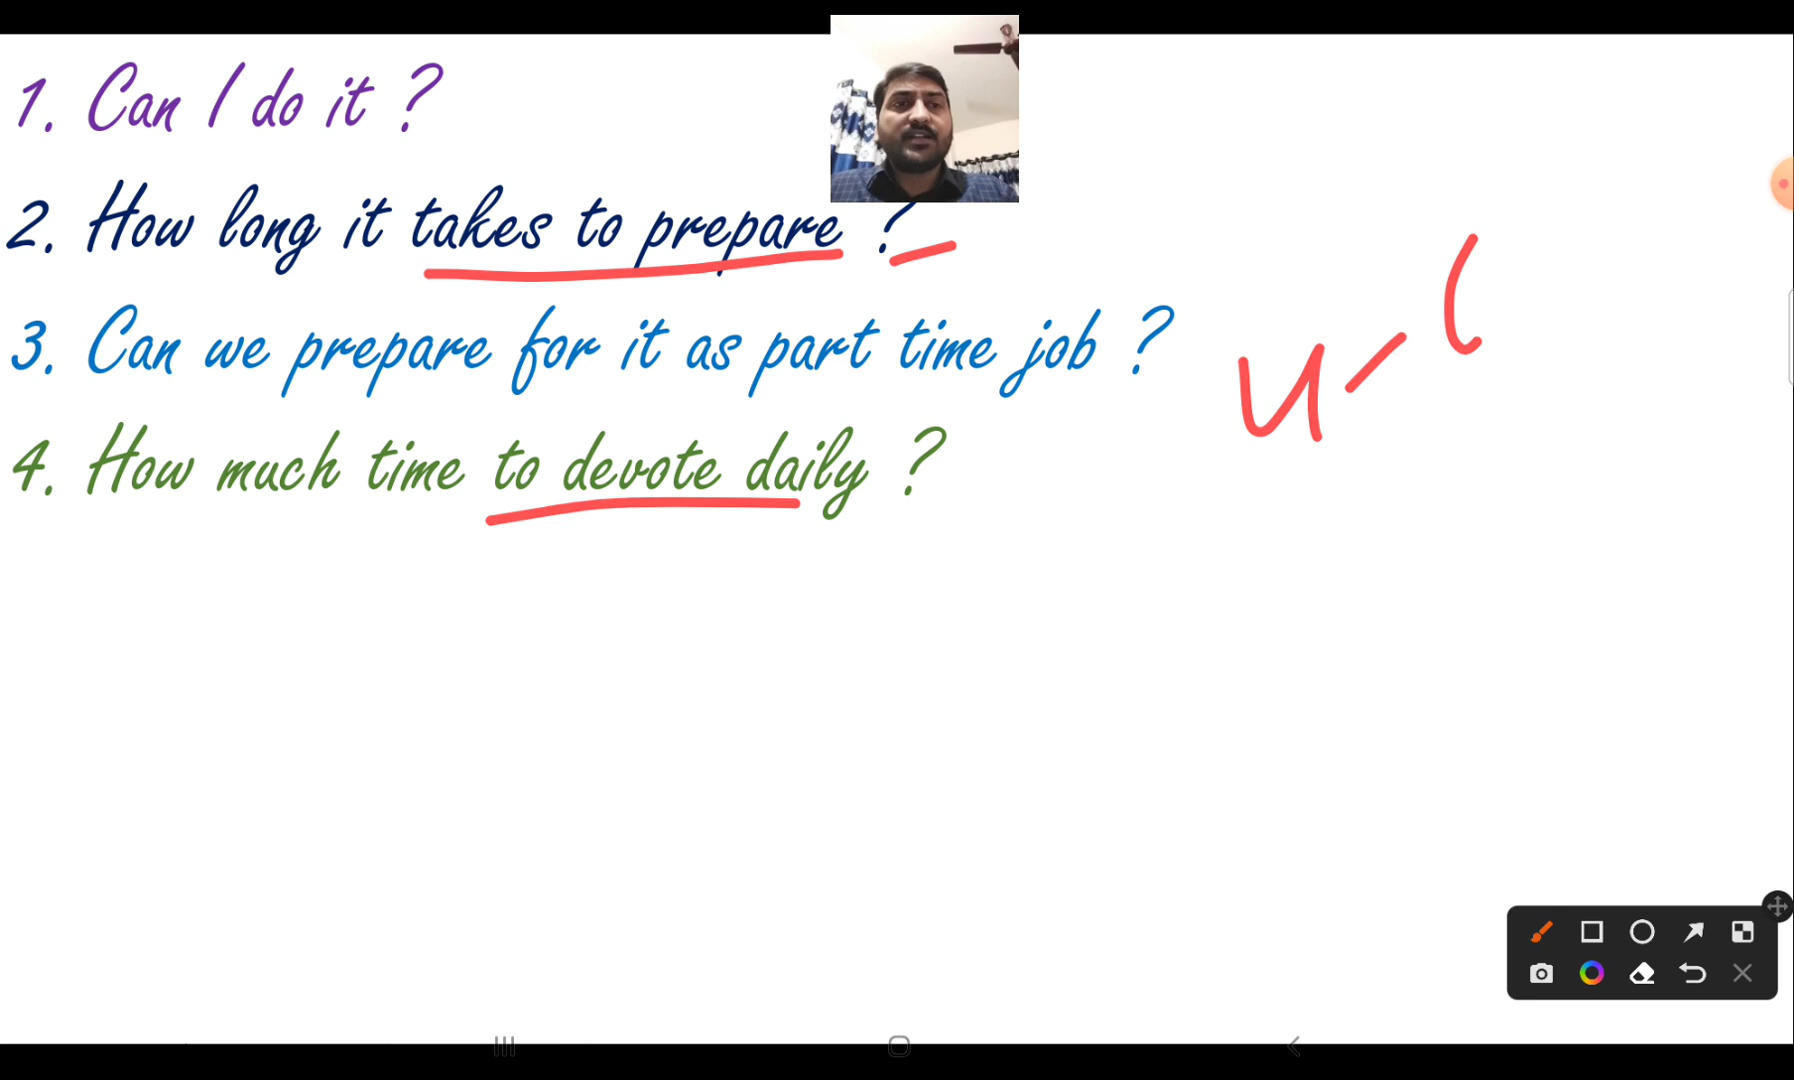 1. Can I do it ?
2. How long it takes to prepare ?
3. Can we prepare for it as part time job ?
4. How much time to devote daily ?